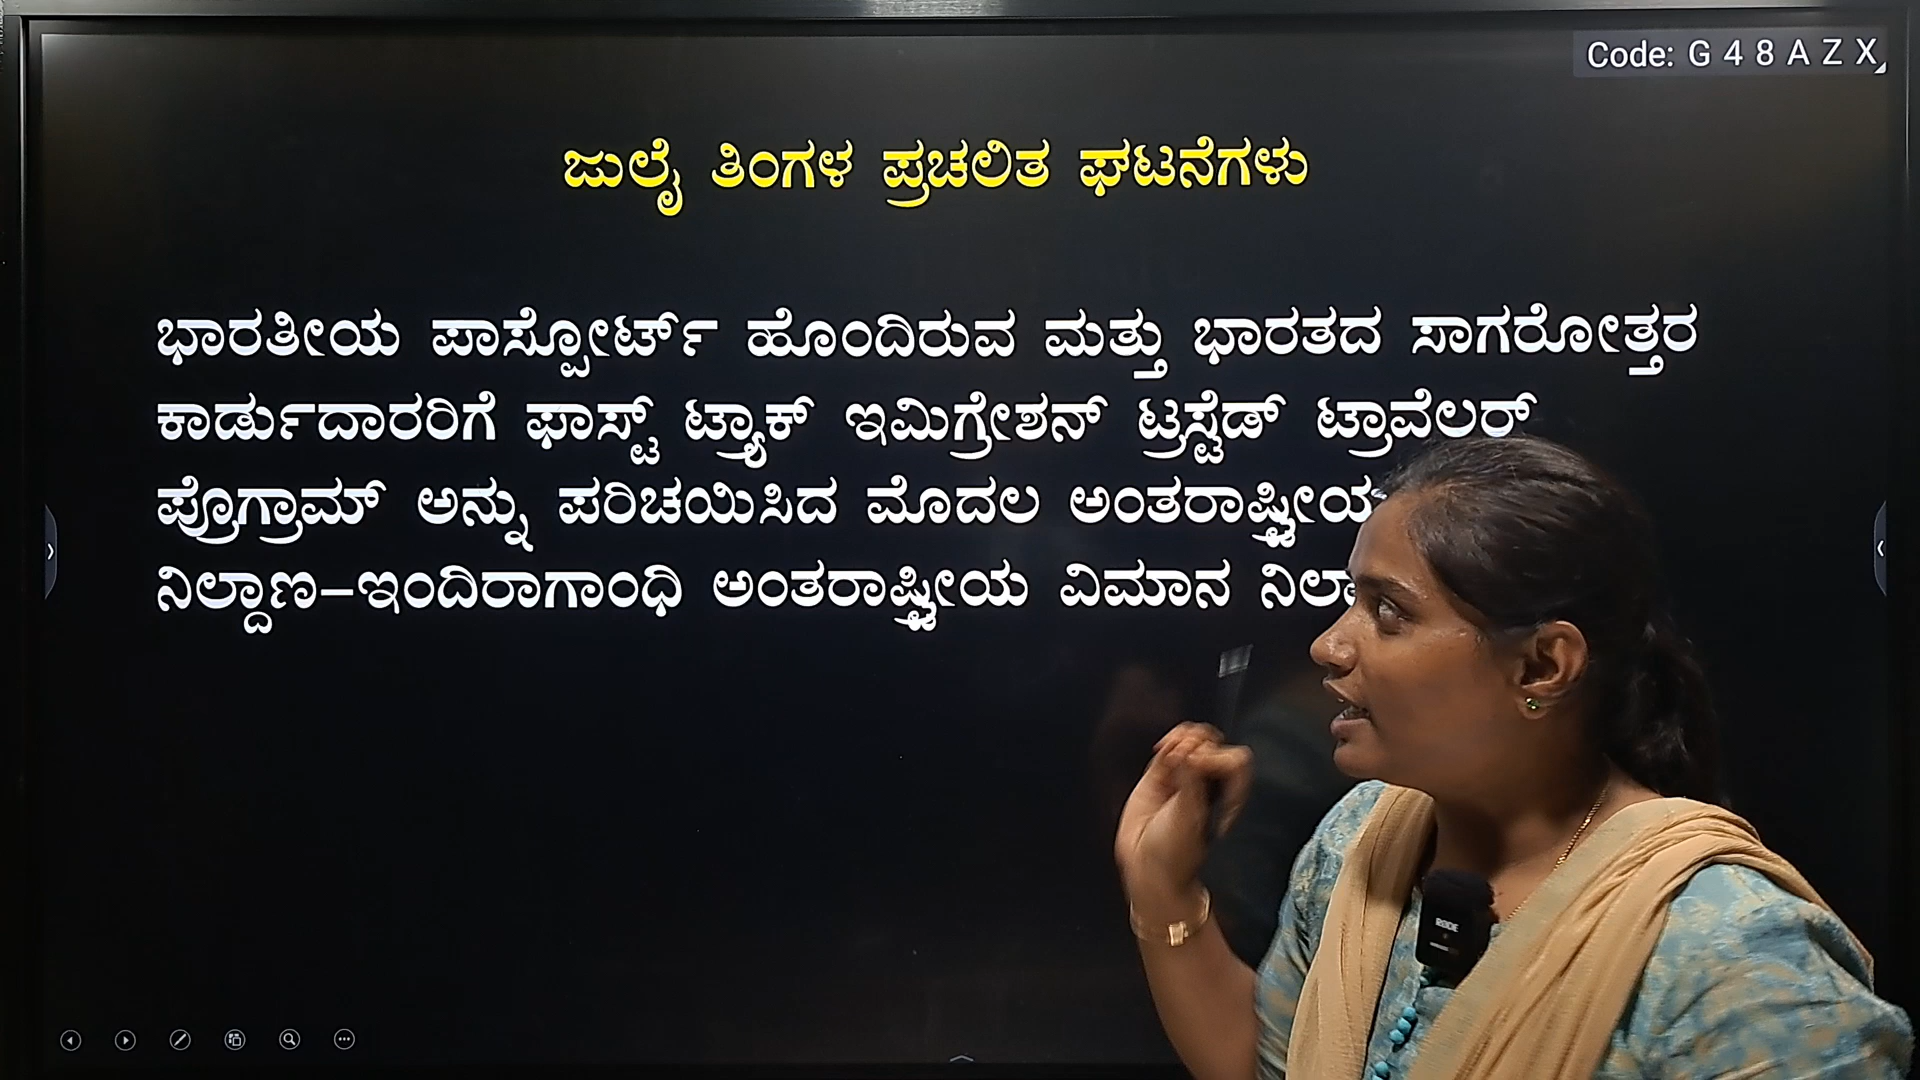 Code: G 4 8 A Z X
ಜುಲೈ ತಿಂಗಳ ಪ್ರಚಲಿತ ಘಟನೆಗಳು
ಭಾರತೀಯ ಪಾಸ್ಪೋರ್ಟ್ ಹೊಂದಿರುವ ಮತ್ತು ಭಾರತದ ಸಾಗರೋತ್ತರ
ಕಾರ್ಡುದಾರರಿಗೆ ಫಾಸ್ಟ್ ಟ್ರ್ಯಾಕ್ ಇಮಿಗ್ರೇಶನ್ ಟ್ರಸ್ಟೆಡ್ ಟ್ರಾವೆಲರ್
ಪ್ರೊಗ್ರಾಮ್ ಅನ್ನು ಪರಿಚಯಿಸಿದ ಮೊದಲ ಅಂತರಾಷ್ಟ್ರೀಯ
ನಿಲ್ದಾಣ–ಇಂದಿರಾಗಾಂಧಿ ಅಂತರಾಷ್ಟ್ರೀಯ ವಿಮಾನ
RØDE